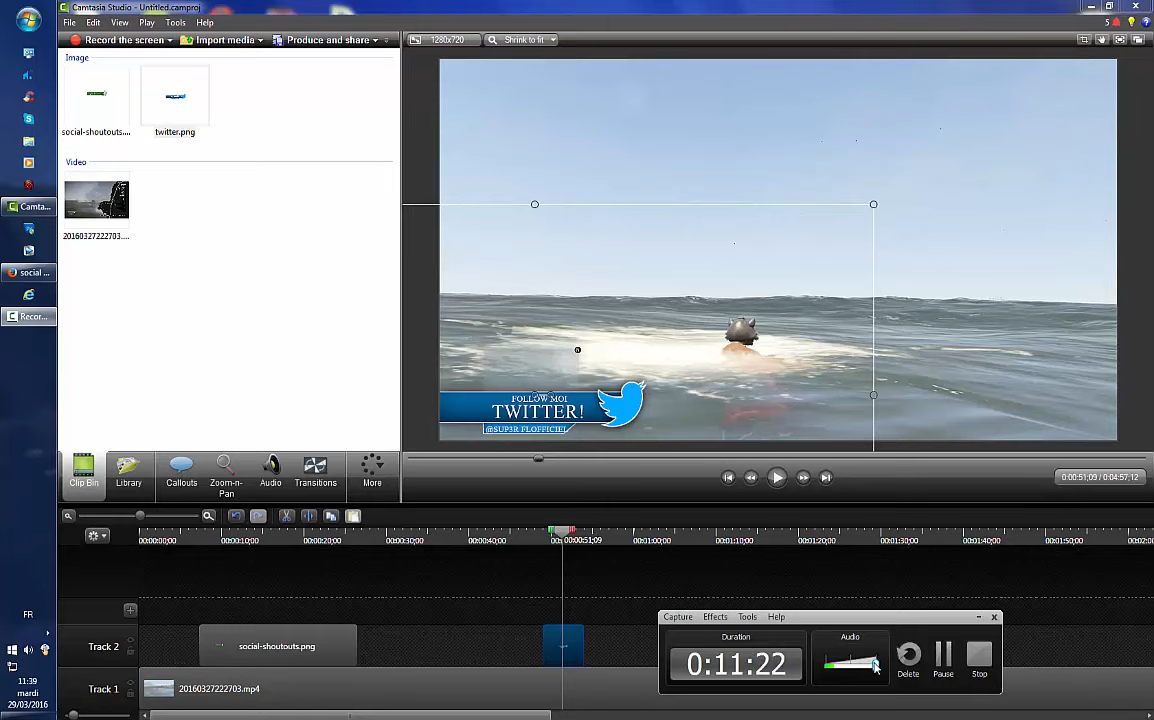 Camtasia Studio - Untitled.camproj
File Edit View Play Tools Help
5
Record the screen Import media Produce and share
1280x720 Shrink to fit
Image
social-shoutouts.... twitter.png
Video
20160327222703....
Camta...
social ...
Recor...
FOLLOW MOI
TWITTER!
@SUP3R FLOFFICIEL
Clip Bin Library Callouts Zoom-n-Pan Audio Transitions More
0:00:51;09 / 0:04:57;12
00:00:00;00 00:00:10;00 00:00:20;00 00:00:30;00 00:00:40;00 00:00:51;09 00:01:00;00 00:01:10;00 00:01:20;00 00:01:30;00 00:01:40;00 00:01:50;00
Track 2 social-shoutouts.png
Track 1 20160327222703.mp4
Capture Effects Tools Help
Duration Audio
0:11:22
Delete Pause Stop
FR
11:39
mardi
29/03/2016